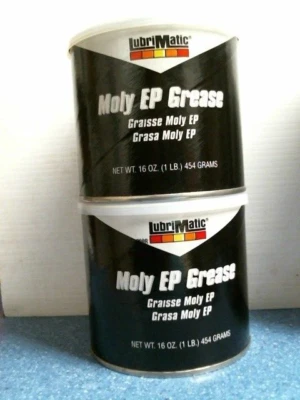 LubriMatic
Moly EP Grease
Graisse Moly EP
Grasa Moly EP
NET WT. 16 OZ. (1 LB.) 454 GRAMS
LubriMatic
Moly EP Grease
Graisse Moly EP
Grasa Moly EP
NET WT. 16 OZ. (1 LB.) 454 GRAMS